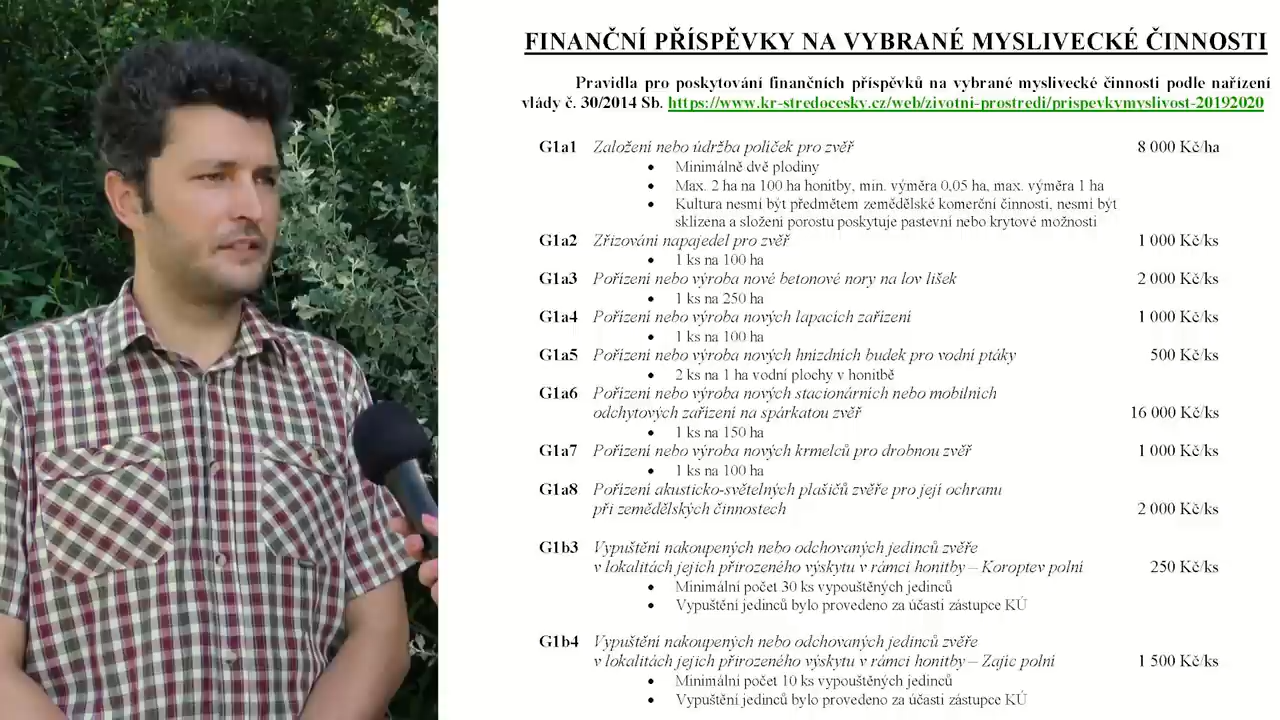 FINANČNÍ PŘÍSPĚVKY NA VYBRANÉ MYSLIVECKÉ ČINNOSTI
Pravidla pro poskytování finančních příspěvků na vybrané myslivecké činnosti podle nařízení
vlády č. 30/2014 Sb. https://www.kr-stredocesky.cz/web/zivotni-prostredi/prispevkymyslivost-20192020
G1a1 Založení nebo údržba políček pro zvěř 8 000 Kč/ha
• Minimálně dvě plodiny
• Max. 2 ha na 100 ha honitby, min. výměra 0,05 ha, max. výměra 1 ha
• Kultura nesmí být předmětem zemědělské komerční činnosti, nesmí být
sklizena a složení porostu poskytuje pastevní nebo krytové možnosti
G1a2 Zřizování napajedel pro zvěř 1 000 Kč/ks
• 1 ks na 100 ha
G1a3 Pořízení nebo výroba nové betonové nory na lov lišek 2 000 Kč/ks
• 1 ks na 250 ha
G1a4 Pořízení nebo výroba nových lapacích zařízení 1 000 Kč/ks
• 1 ks na 100 ha
G1a5 Pořízení nebo výroba nových hnízdních budek pro vodní ptáky 500 Kč/ks
• 2 ks na 1 ha vodní plochy v honitbě
G1a6 Pořízení nebo výroba nových stacionárních nebo mobilních
odchytových zařízení na spárkatou zvěř 16 000 Kč/ks
• 1 ks na 150 ha
G1a7 Pořízení nebo výroba nových krmelců pro drobnou zvěř 1 000 Kč/ks
• 1 ks na 100 ha
G1a8 Pořízení akusticko-světelných plašičů zvěře pro její ochranu
při zemědělských činnostech 2 000 Kč/ks
G1b3 Vypuštění nakoupených nebo odchovaných jedinců zvěře
v lokalitách jejich přirozeného výskytu v rámci honitby – Koroptev polní 250 Kč/ks
• Minimální počet 30 ks vypouštěných jedinců
• Vypuštění jedinců bylo provedeno za účasti zástupce KÚ
G1b4 Vypuštění nakoupených nebo odchovaných jedinců zvěře
v lokalitách jejich přirozeného výskytu v rámci honitby – Zajíc polní 1 500 Kč/ks
• Minimální počet 10 ks vypouštěných jedinců
• Vypuštění jedinců bylo provedeno za účasti zástupce KÚ